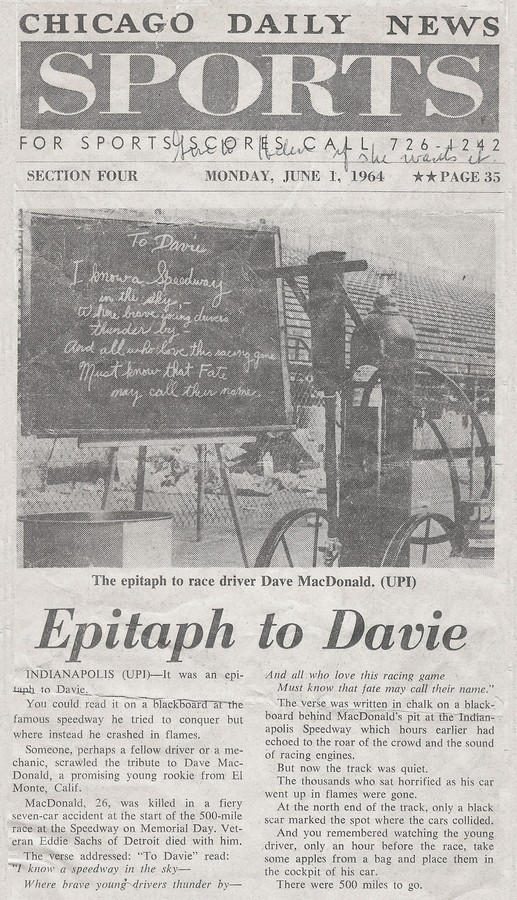 CHICAGO DAILY NEWS
SPORTS
FOR SPORTS SCORES CALL 726-1242
Give to Helen if she wants it.
SECTION FOUR MONDAY, JUNE 1, 1964 ★★PAGE 35
To Davie
I know a Speedway
in the sky,-
Where brave young drivers
thunder by-
And all who love this racing game
Must know that Fate
may call their name.
The epitaph to race driver Dave MacDonald. (UPI)
Epitaph to Davie
INDIANAPOLIS (UPI)—It was an epi-
taph to Davie.
You could read it on a blackboard at the
famous speedway he tried to conquer but
where instead he crashed in flames.
Someone, perhaps a fellow driver or a me-
chanic, scrawled the tribute to Dave Mac-
Donald, a promising young rookie from El
Monte, Calif.
MacDonald, 26, was killed in a fiery
seven-car accident at the start of the 500-mile
race at the Speedway on Memorial Day. Vet-
eran Eddie Sachs of Detroit died with him.
The verse addressed: "To Davie" read:
"I know a speedway in the sky—
Where brave young drivers thunder by—
And all who love this racing game
Must know that fate may call their name."
The verse was written in chalk on a black-
board behind MacDonald's pit at the Indian-
apolis Speedway which hours earlier had
echoed to the roar of the crowd and the sound
of racing engines.
But now the track was quiet.
The thousands who sat horrified as his car
went up in flames were gone.
At the north end of the track, only a black
scar marked the spot where the cars collided.
And you remembered watching the young
driver, only an hour before the race, take
some apples from a bag and place them in
the cockpit of his car.
There were 500 miles to go.